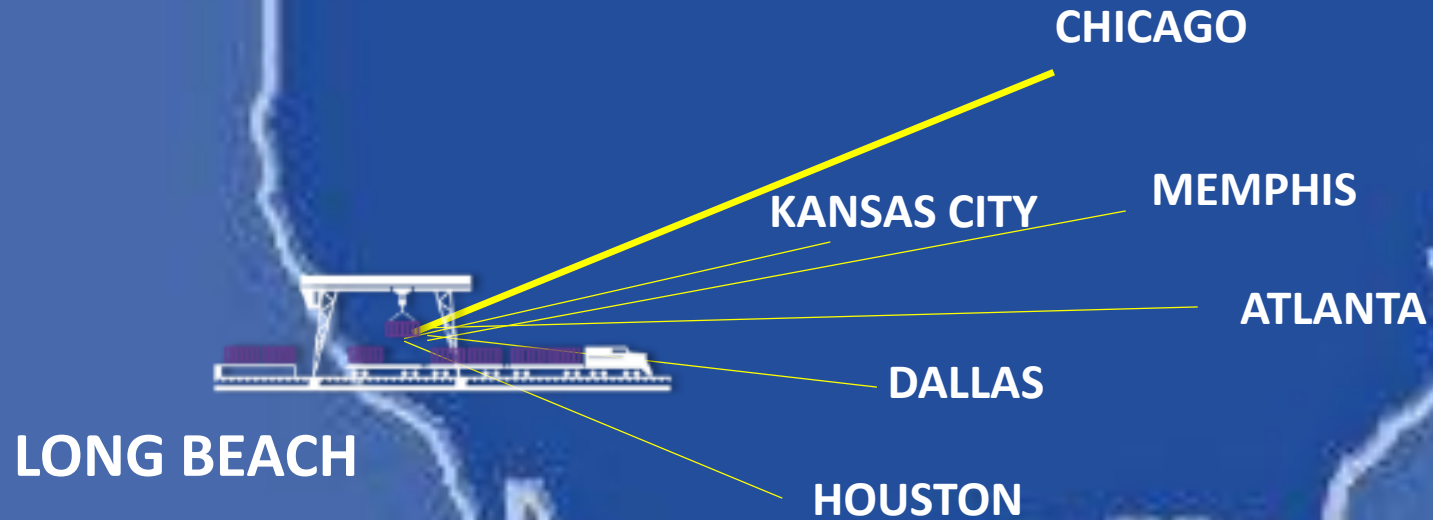 CHICAGO
MEMPHIS
KANSAS CITY
ATLANTA
DALLAS
LONG BEACH
HOUSTON